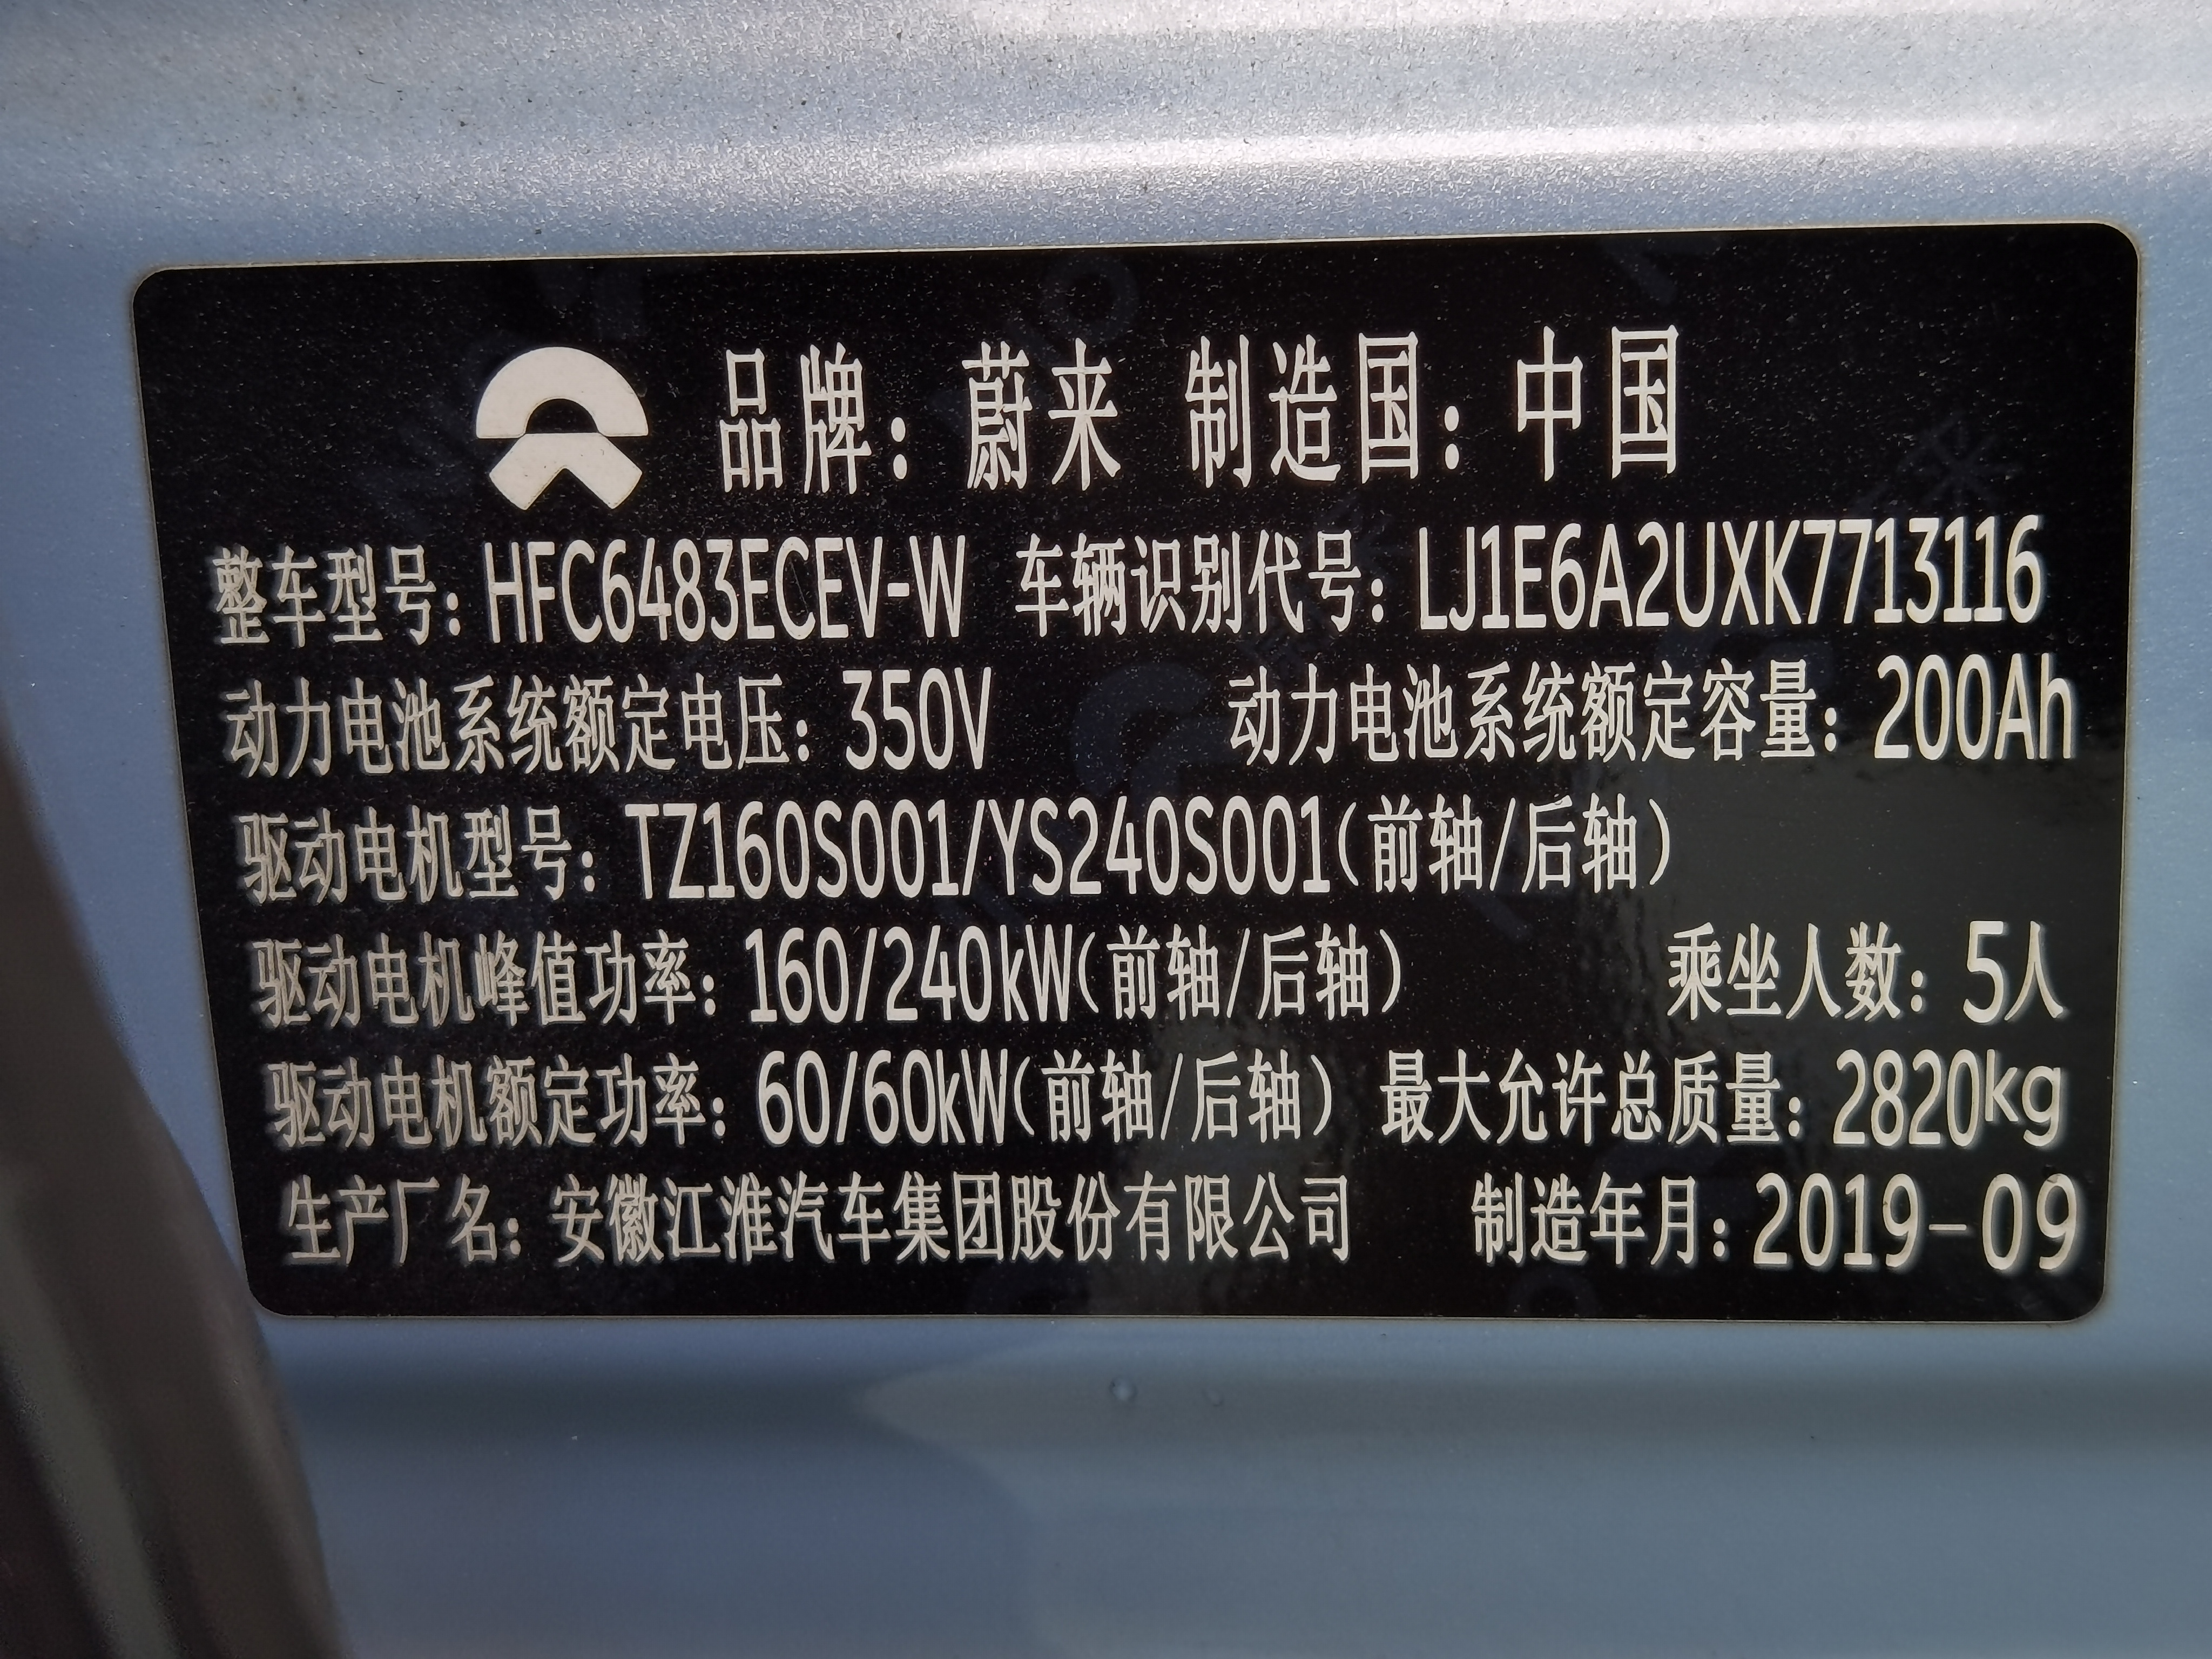 品牌：蔚来 制造国：中国
整车型号：HFC6483ECEV-W 车辆识别代号：LJ1E6A2UXK7713116
动力电池系统额定电压：350V 动力电池系统额定容量：200Ah
驱动电机型号：TZ160S001/YS240S001(前轴/后轴)
驱动电机峰值功率：160/240kW(前轴/后轴) 乘坐人数：5人
驱动电机额定功率：60/60kW(前轴/后轴) 最大允许总质量：2820kg
生产厂名：安徽江淮汽车集团股份有限公司 制造年月：2019-09